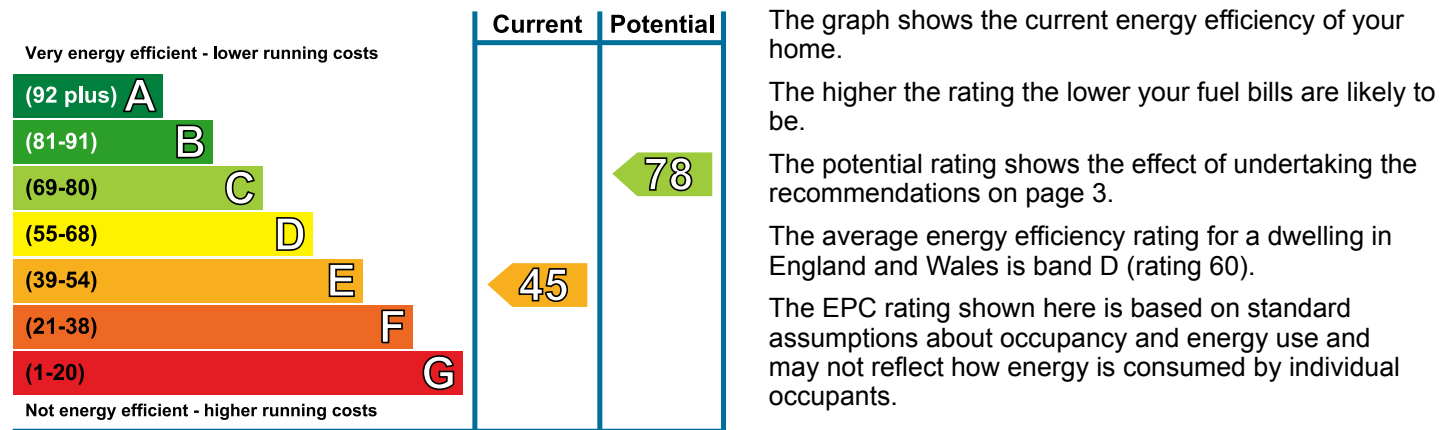 Current Potential
Very energy efficient - lower running costs
(92 plus) A
(81-91) B
(69-80) C
78
(55-68) D
(39-54) E
45
(21-38) F
(1-20) G
Not energy efficient - higher running costs
The graph shows the current energy efficiency of your
home.
The higher the rating the lower your fuel bills are likely to
be.
The potential rating shows the effect of undertaking the
recommendations on page 3.
The average energy efficiency rating for a dwelling in
England and Wales is band D (rating 60).
The EPC rating shown here is based on standard
assumptions about occupancy and energy use and
may not reflect how energy is consumed by individual
occupants.